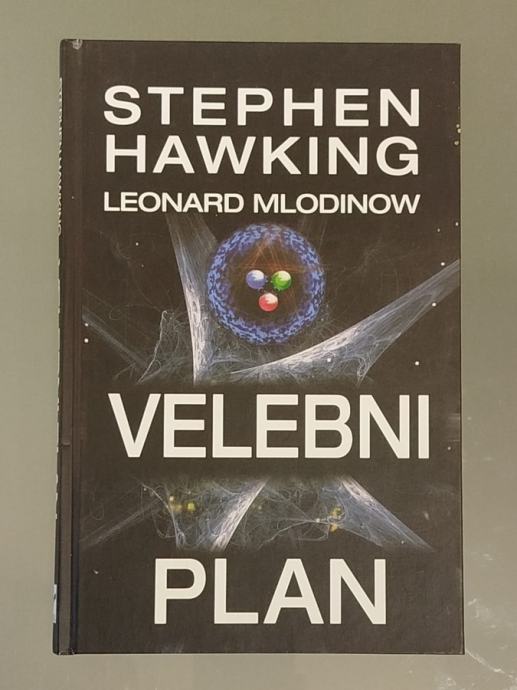 STEPHEN
HAWKING
LEONARD MLODINOW
VELEBNI
PLAN